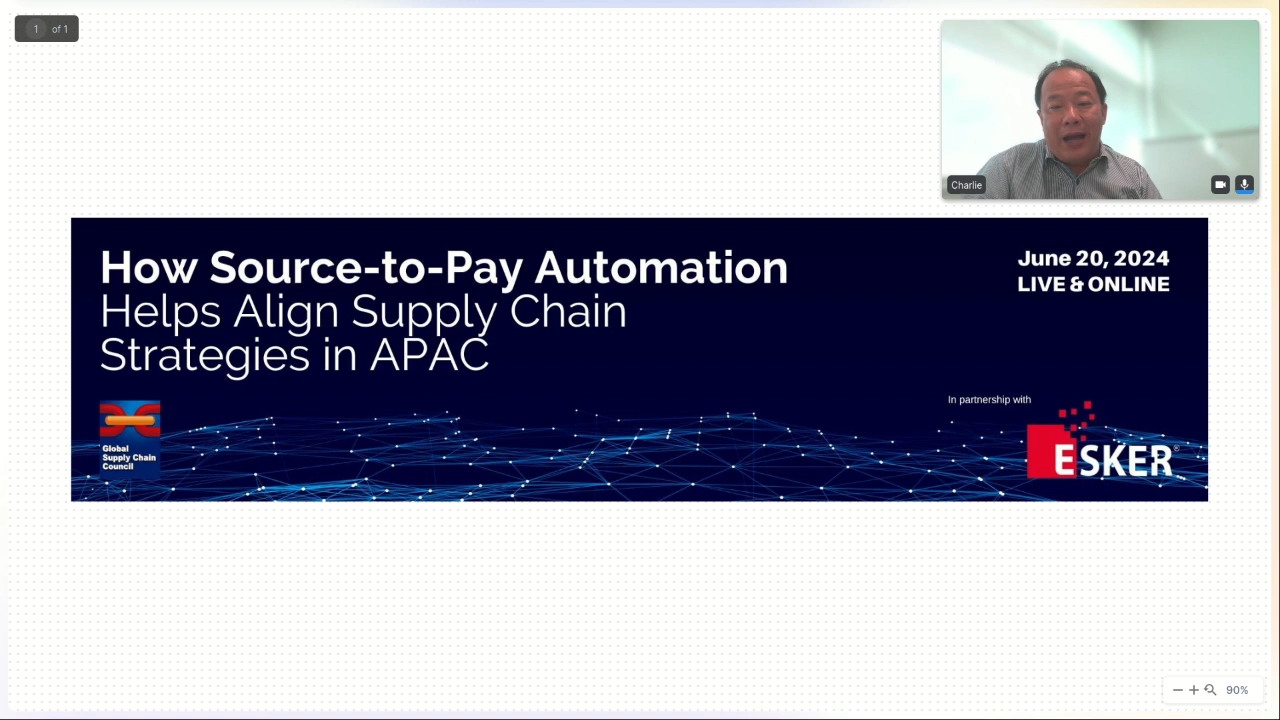 1 of 1
Charlie
How Source-to-Pay Automation
Helps Align Supply Chain
Strategies in APAC
June 20, 2024
LIVE & ONLINE
Global
Supply Chain
Council
In partnership with
ESKER
90%